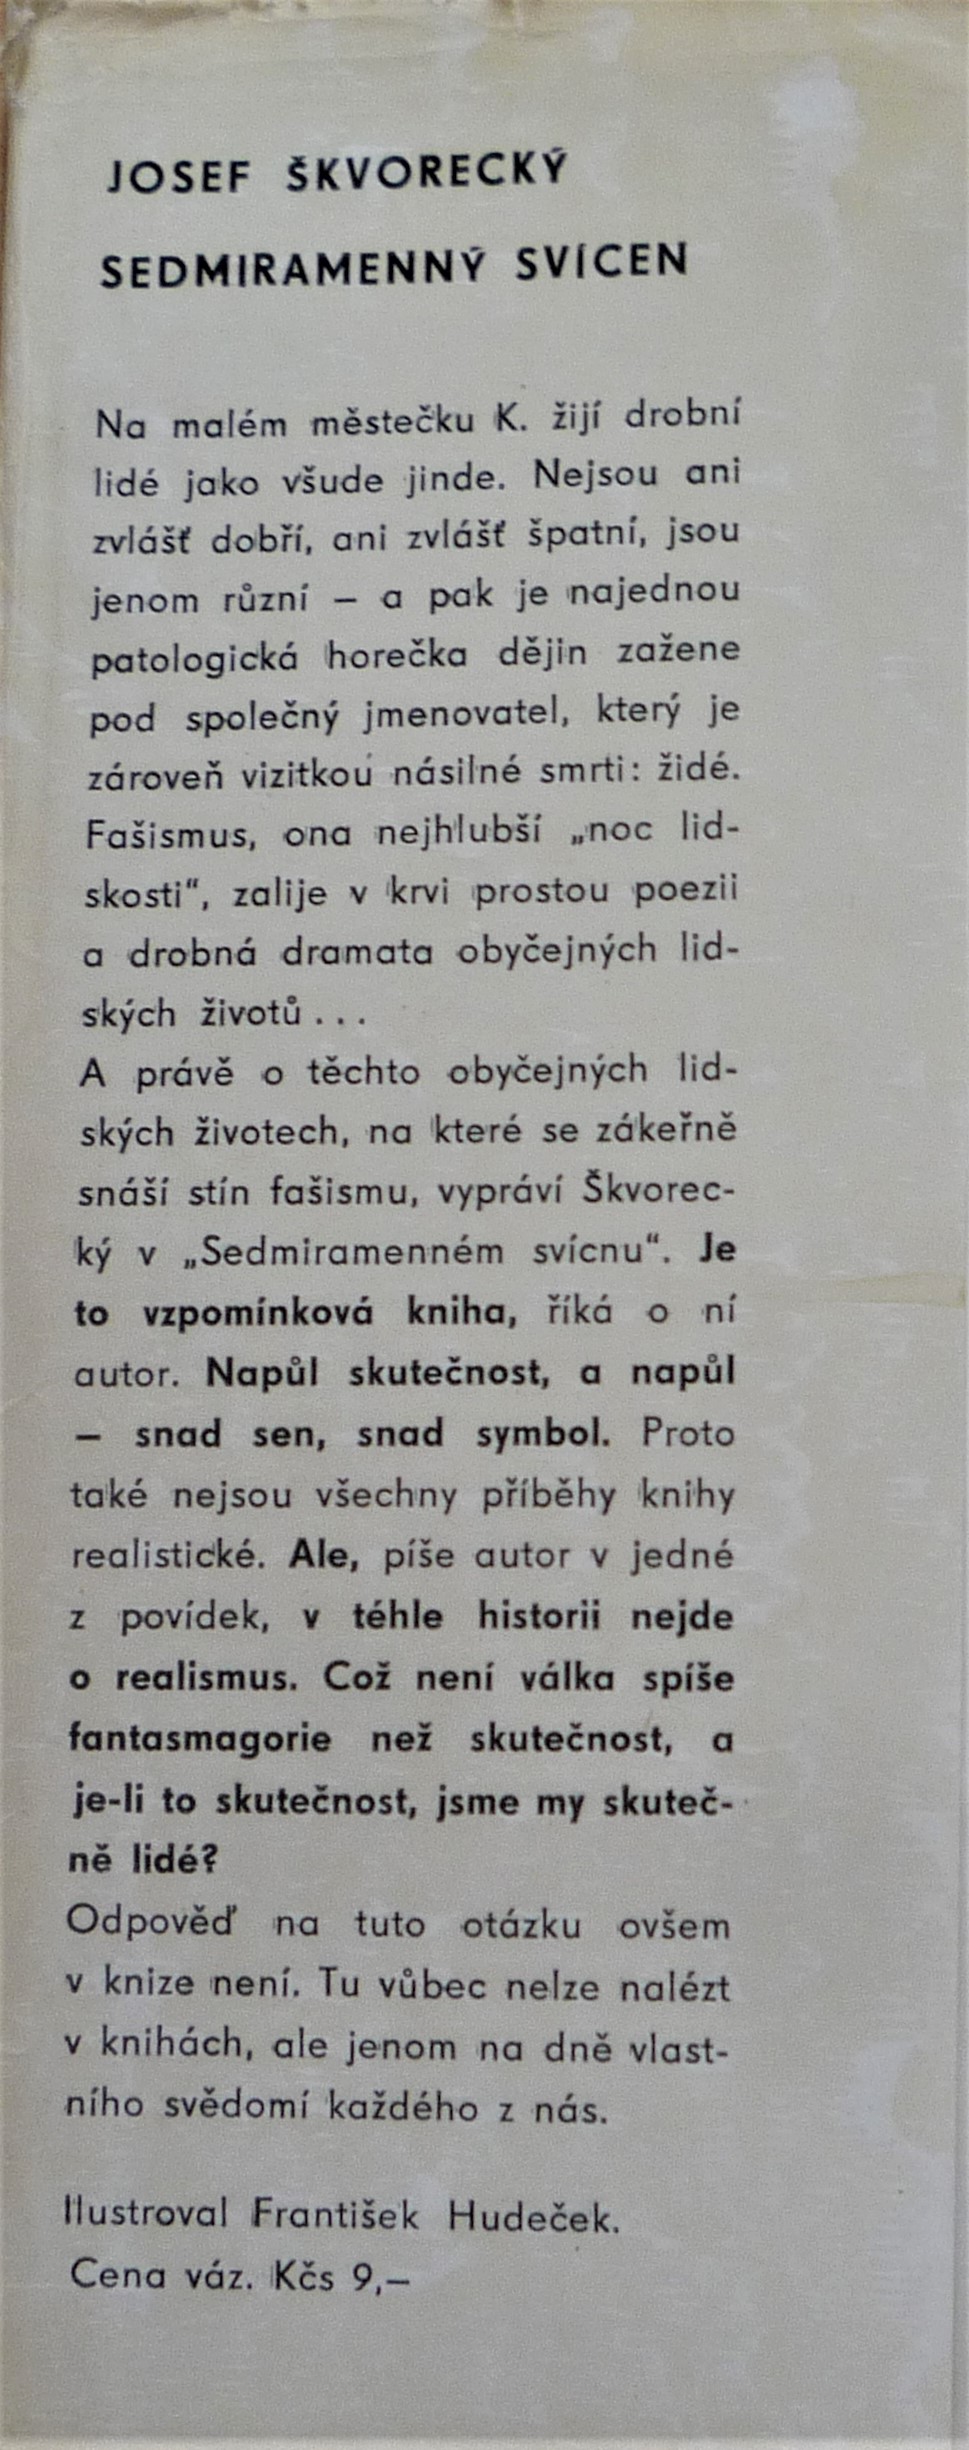 JOSEF ŠKVORECKÝ
SEDMIRAMENNÝ SVÍCEN
Na malém městečku K. žijí drobní
lidé jako všude jinde. Nejsou ani
zvlášť dobří, ani zvlášť špatní, jsou
jenom různí – a pak je najednou
patologická horečka dějin zažene
pod společný jmenovatel, který je
zároveň vizitkou násilné smrti: židé.
Fašismus, ona nejhlubší „noc lid-
skosti“, zalije v krvi prostou poezii
a drobná dramata obyčejných lid-
ských životů...
A právě o těchto obyčejných lid-
ských životech, na které se zákeřně
snáší stín fašismu, vypráví Škvorec-
ký v „Sedmiramenném svícnu“. Je
to vzpomínková kniha, říká o ní
autor. Napůl skutečnost, a napůl
– snad sen, snad symbol. Proto
také nejsou všechny příběhy knihy
realistické. Ale, píše autor v jedné
z povídek, v téhle historii nejde
o realismus. Což není válka spíše
fantasmagorie než skutečnost, a
je-li to skutečnost, jsme my skuteč-
ně lidé?
Odpověď na tuto otázku ovšem
v knize není. Tu vůbec nelze nalézt
v knihách, ale jenom na dně vlast-
ního svědomí každého z nás.
Ilustroval František Hudeček.
Cena váz. Kčs 9,–